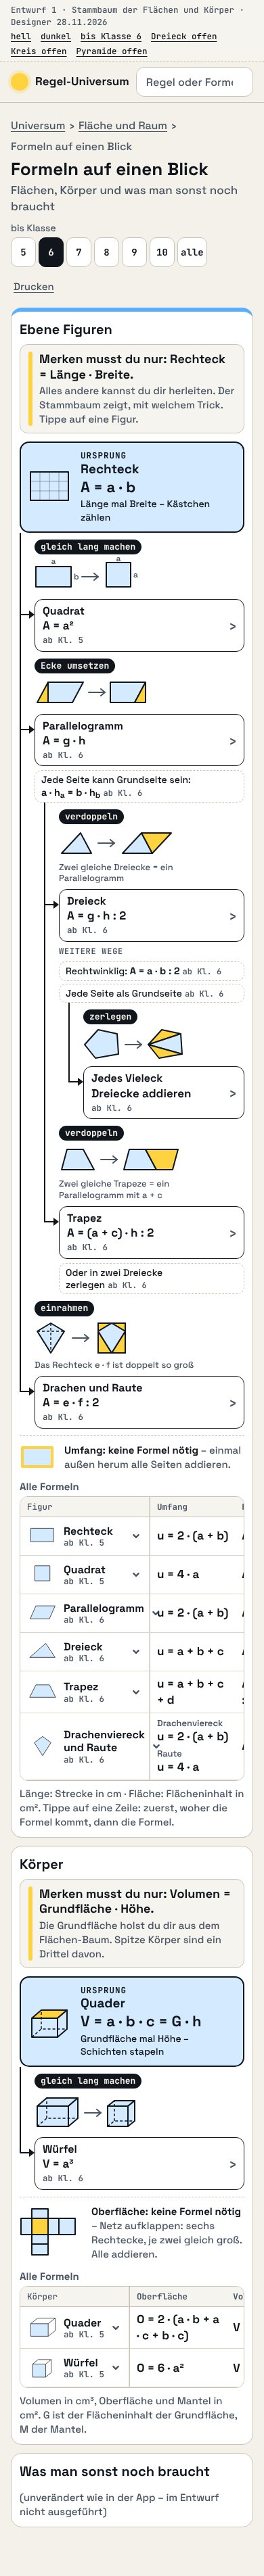 Entwurf 1 · Stammbaum der Flächen und Körper ·
Designer 28.11.2026
hell dunkel bis Klasse 6 Dreieck offen
Kreis offen Pyramide offen
Regel-Universum
Regel oder Forme
Universum > Fläche und Raum >
Formeln auf einen Blick
Formeln auf einen Blick
Flächen, Körper und was man sonst noch
braucht
bis Klasse
5 6 7 8 9 10 alle
Drucken
Ebene Figuren
Merken musst du nur: Rechteck
= Länge · Breite.
Alles andere kannst du dir herleiten. Der
Stammbaum zeigt, mit welchem Trick.
Tippe auf eine Figur.
URSPRUNG
Rechteck
A = a · b
Länge mal Breite – Kästchen
zählen
gleich lang machen
a a
b a
Quadrat
A = a²
ab Kl. 5
>
Ecke umsetzen
Parallelogramm
A = g · h
ab Kl. 6
>
Jede Seite kann Grundseite sein:
a · hₐ = b · h_b ab Kl. 6
verdoppeln
Zwei gleiche Dreiecke = ein
Parallelogramm
Dreieck
A = g · h : 2
ab Kl. 6
>
WEITERE WEGE
Rechtwinklig: A = a · b : 2 ab Kl. 6
Jede Seite als Grundseite ab Kl. 6
zerlegen
Jedes Vieleck
Dreiecke addieren
ab Kl. 6
>
verdoppeln
Zwei gleiche Trapeze = ein
Parallelogramm mit a + c
Trapez
A = (a + c) · h : 2
ab Kl. 6
>
Oder in zwei Dreiecke
zerlegen ab Kl. 6
einrahmen
Das Rechteck e · f ist doppelt so groß
Drachen und Raute
A = e · f : 2
ab Kl. 6
>
Umfang: keine Formel nötig – einmal
außen herum alle Seiten addieren.
Alle Formeln
Figur Umfang
Rechteck
ab Kl. 5
u = 2 · (a + b)
Quadrat
ab Kl. 5
u = 4 · a
Parallelogramm
ab Kl. 6
u = 2 · (a + b)
Dreieck
ab Kl. 6
u = a + b + c
Trapez
ab Kl. 6
u = a + b + c
+ d
Drachenviereck
und Raute
ab Kl. 6
Drachenviereck
u = 2 · (a + b)
Raute
u = 4 · a
Länge: Strecke in cm · Fläche: Flächeninhalt in
cm². Tippe auf eine Zeile: zuerst, woher die
Formel kommt, dann die Formel.
Körper
Merken musst du nur: Volumen =
Grundfläche · Höhe.
Die Grundfläche holst du dir aus dem
Flächen-Baum. Spitze Körper sind ein
Drittel davon.
URSPRUNG
Quader
V = a · b · c = G · h
Grundfläche mal Höhe –
Schichten stapeln
gleich lang machen
Würfel
V = a³
ab Kl. 6
>
Oberfläche: keine Formel nötig
– Netz aufklappen: sechs
Rechtecke, je zwei gleich groß.
Alle addieren.
Alle Formeln
Körper Oberfläche Vo
Quader
ab Kl. 5
O = 2 · (a · b + a
· c + b · c)
V
Würfel
ab Kl. 5
O = 6 · a²
V
Volumen in cm³, Oberfläche und Mantel in
cm². G ist der Flächeninhalt der Grundfläche,
M der Mantel.
Was man sonst noch braucht
(unverändert wie in der App – im Entwurf
nicht ausgeführt)